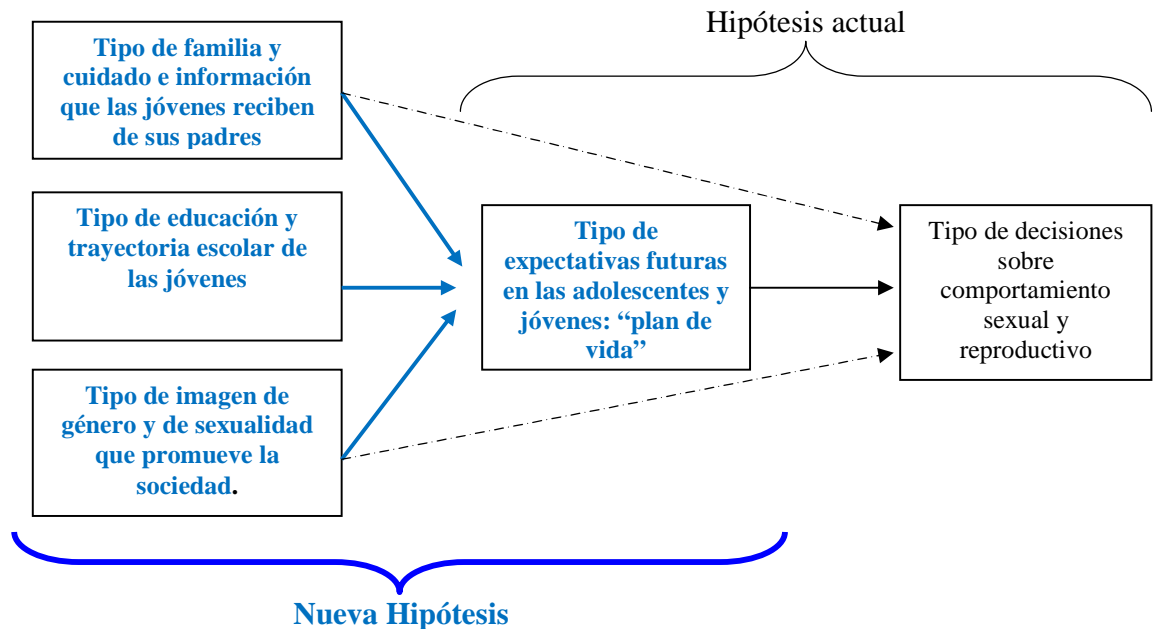 Hipótesis actual
Tipo de familia y
cuidado e información
que las jóvenes reciben
de sus padres
Tipo de educación y
trayectoria escolar de
las jóvenes
Tipo de imagen de
género y de sexualidad
que promueve la
sociedad.
Tipo de
expectativas futuras
en las adolescentes y
jóvenes: “plan de
vida”
Tipo de decisiones
sobre
comportamiento
sexual y
reproductivo
Nueva Hipótesis